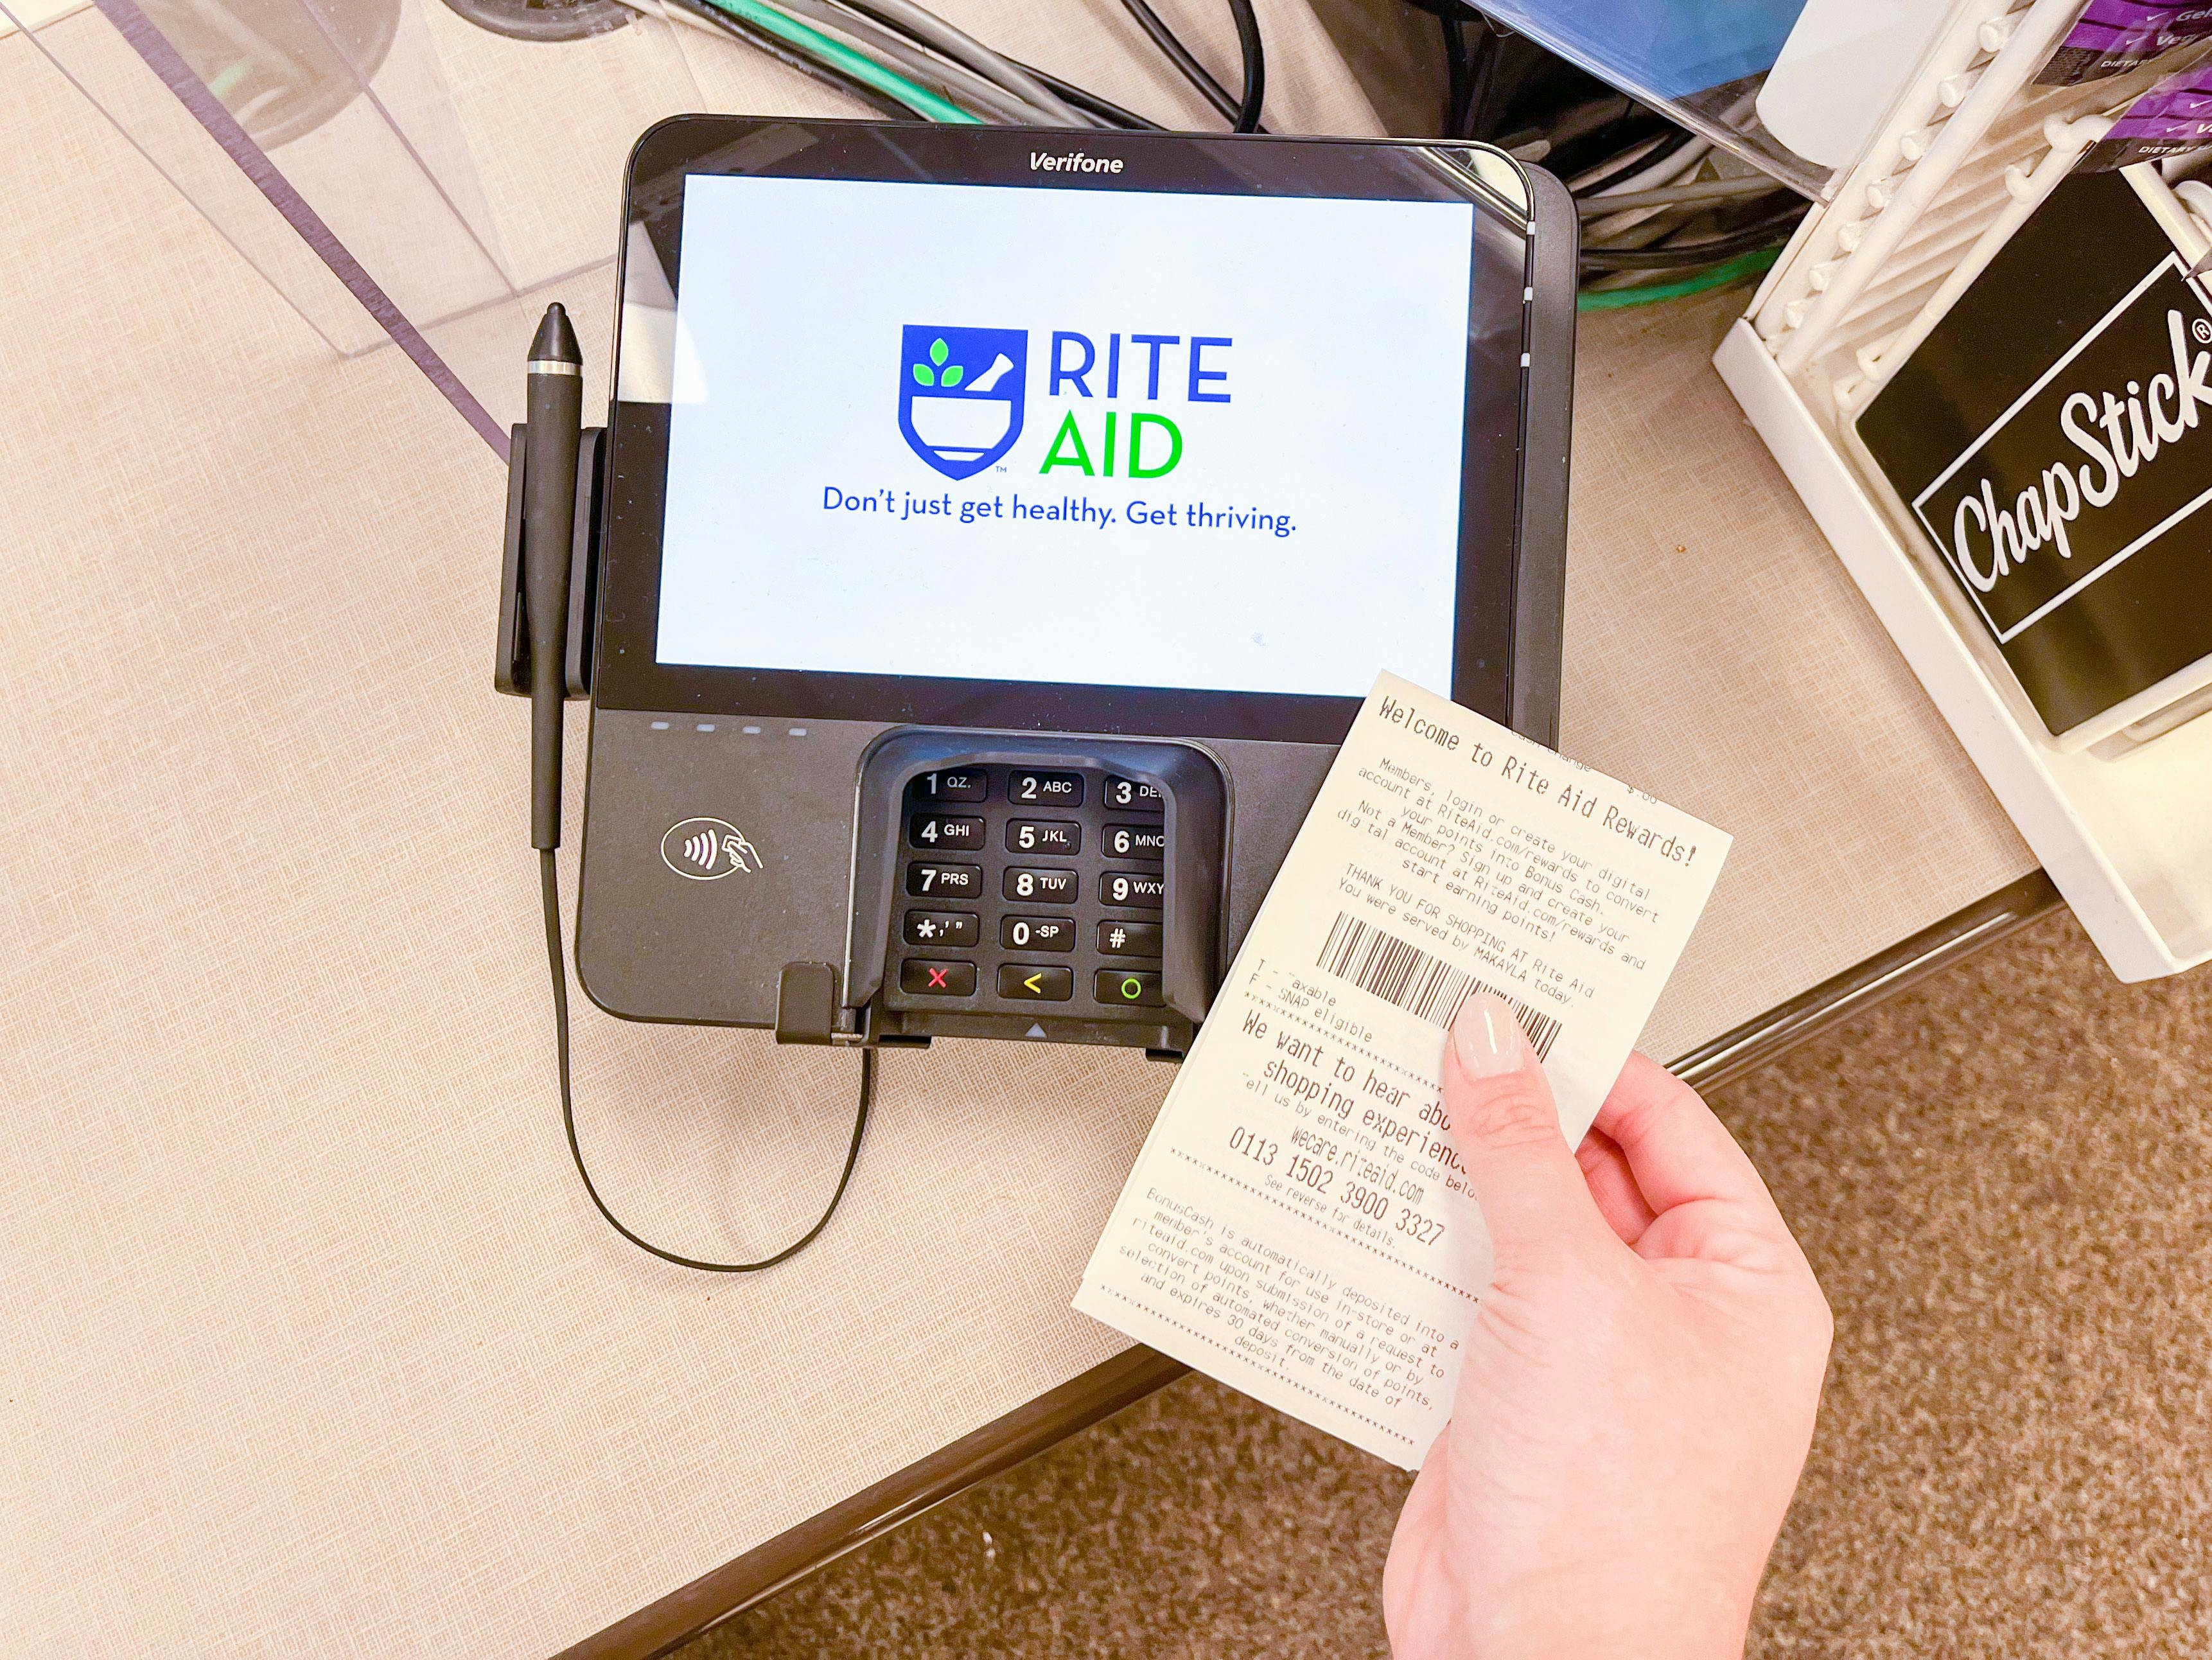 Verifone
RITE
AID
TM
Don't just get healthy. Get thriving.
1 QZ.
2 ABC
3 DE
4 GHI
5 JKL
6 MNO
7 PRS
8 TUV
9 WXY
*,' "
0 -SP
#
X
<
O
ChapStick®
DIETARY
DIETARY
Welcome to Rite Aid Rewards!
Members, login or create your digital
account at RiteAid.com/rewards to convert
your points into Bonus Cash.
Not a Member? Sign up and create your
digital account at RiteAid.com/rewards and
start earning points!
THANK YOU FOR SHOPPING AT Rite Aid
You were served by MAKAYLA today.
T - Taxable
F - SNAP eligible
We want to hear abo
shopping experienc
Tell us by entering the code belo
wecare.riteaid.com
0113 1502 3900 3327
See reverse for details.
BonusCash is automatically deposited into a
member's account for use in-store or at
riteaid.com upon submission of a request to
convert points, whether manually or by
selection of automated conversion of points,
and expires 30 days from the date of
deposit.